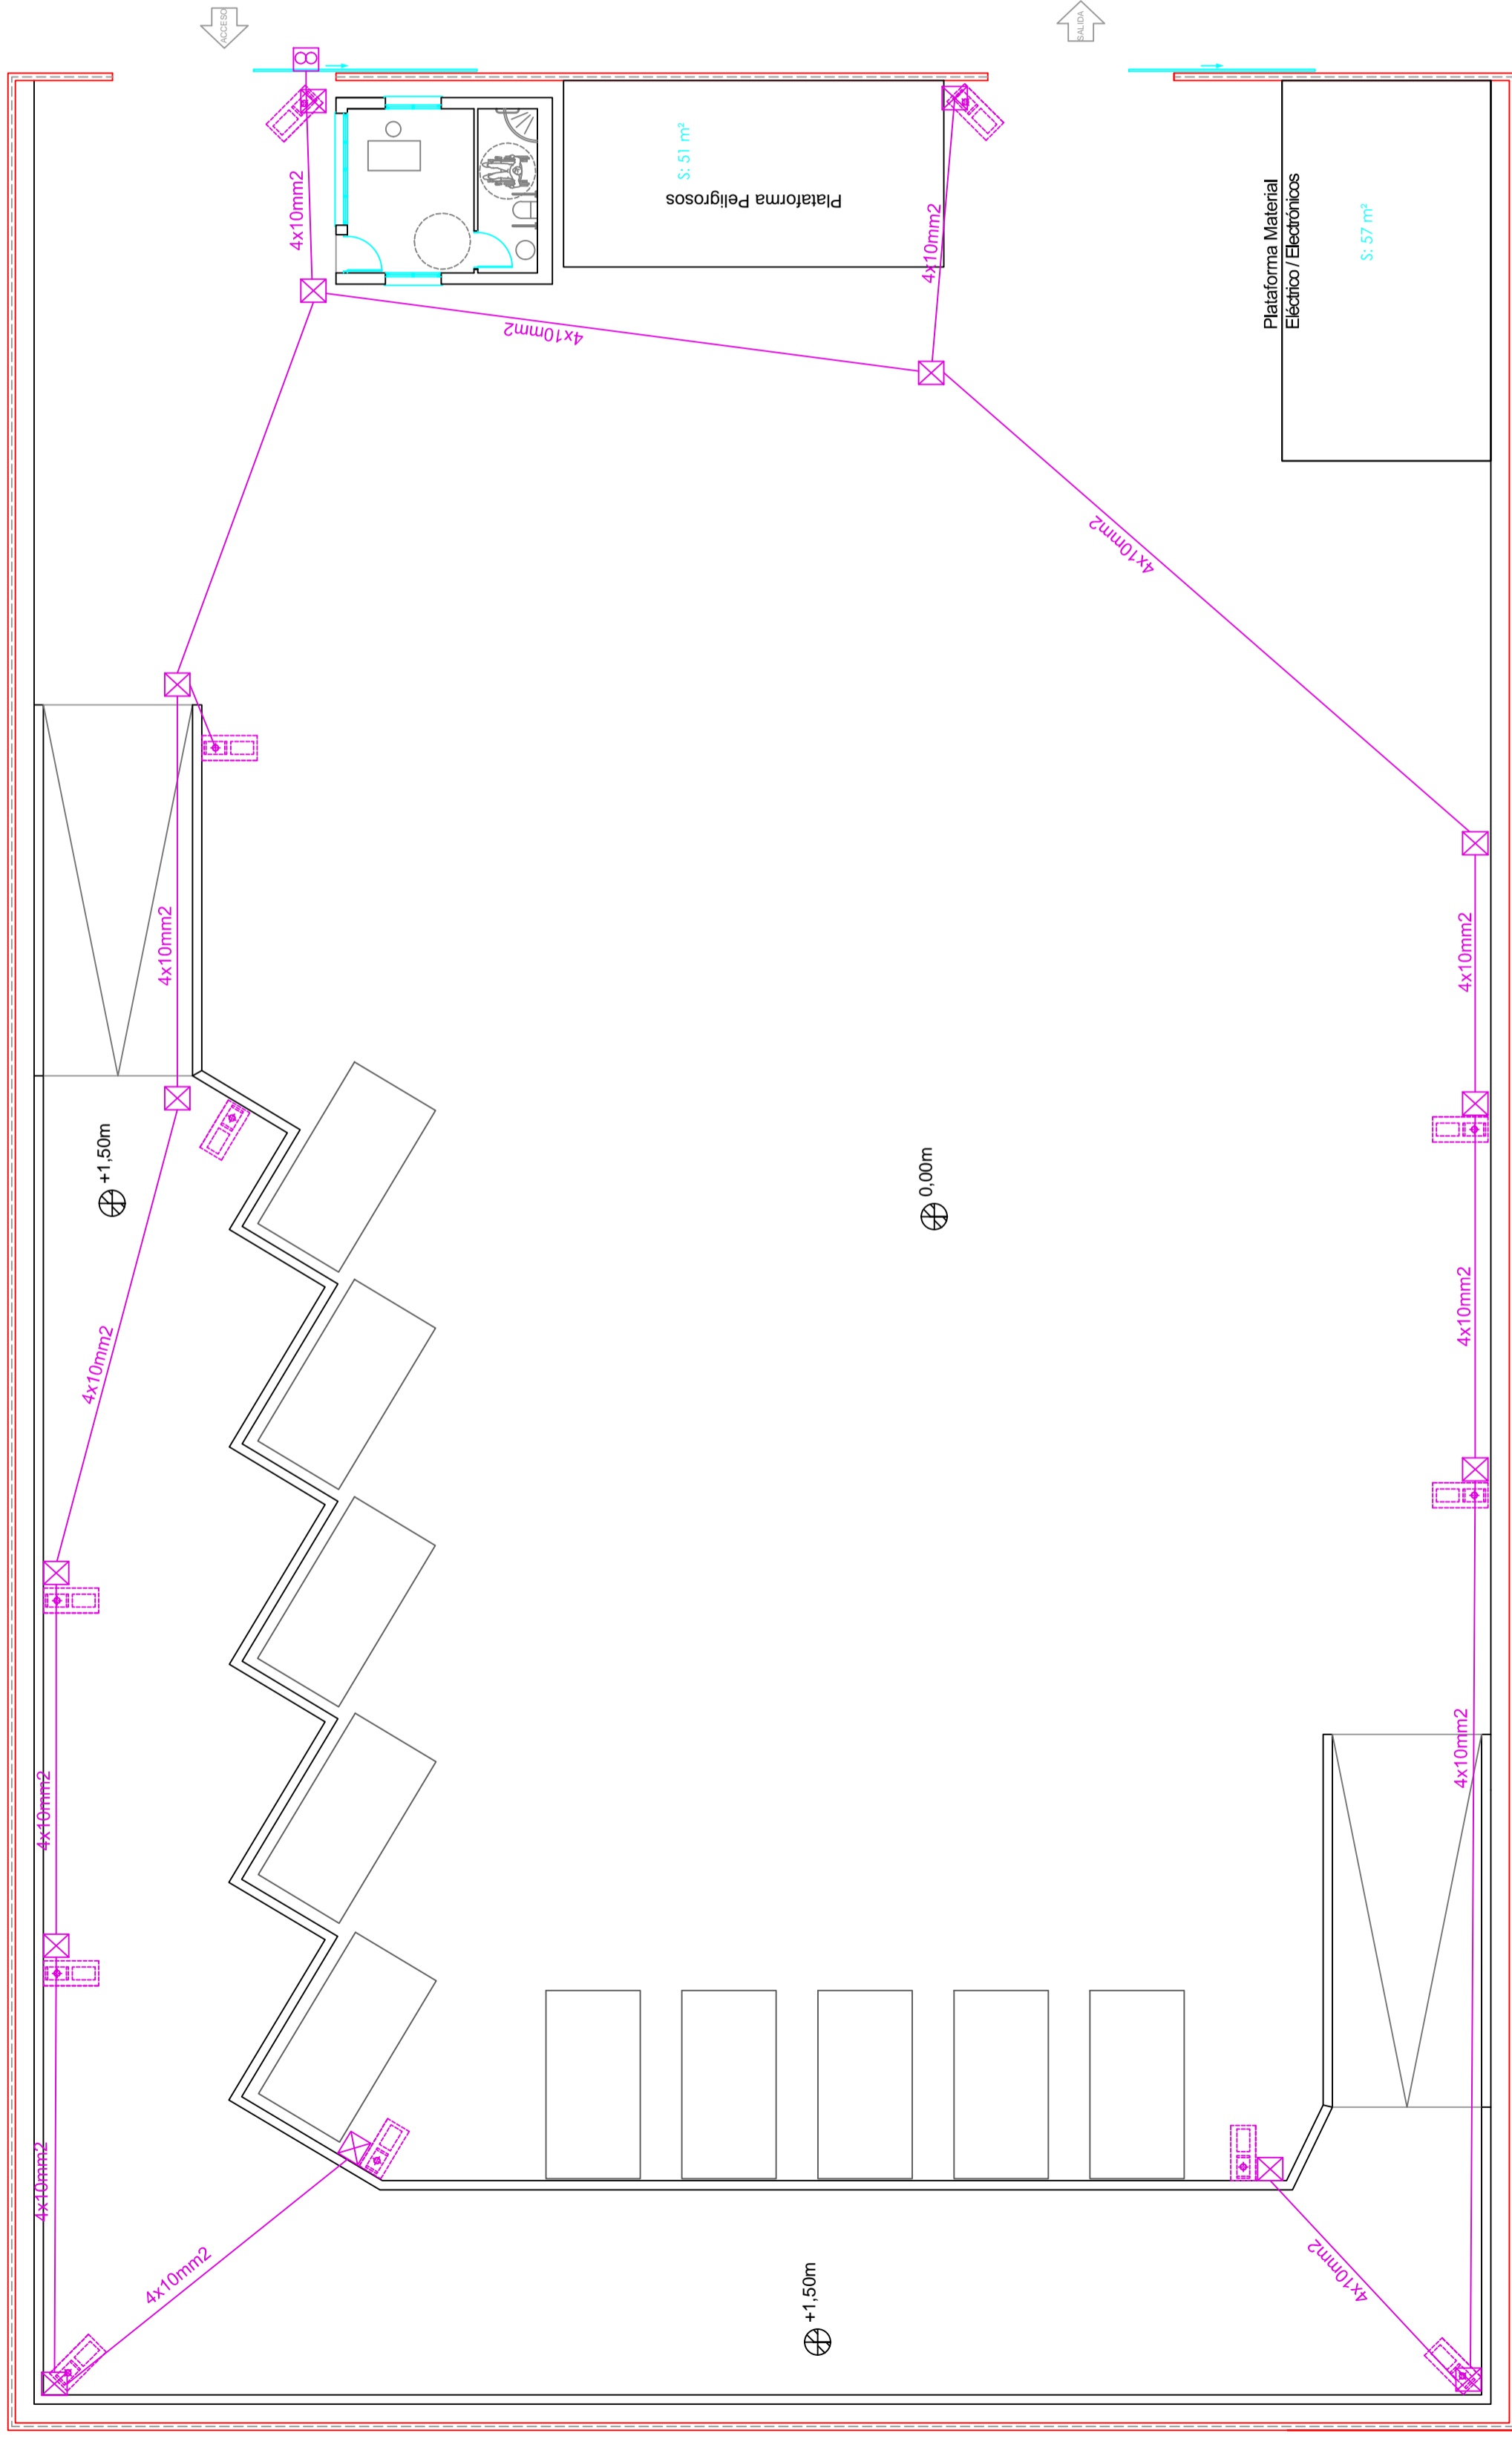 ACCESO
SALIDA
8
4x10mm2
S: 51 m²
Plataforma Peligrosos
4x10mm2
Plataforma Material
Eléctrico / Electrónicos
S: 57 m²
4x10mm2
4x10mm2
4x10mm2
4x10mm2
+1,50m
0,00m
4x10mm2
4x10mm2
4x10mm2
4x10mm2
4x10mm2
4x10mm2
4x10mm2
+1,50m